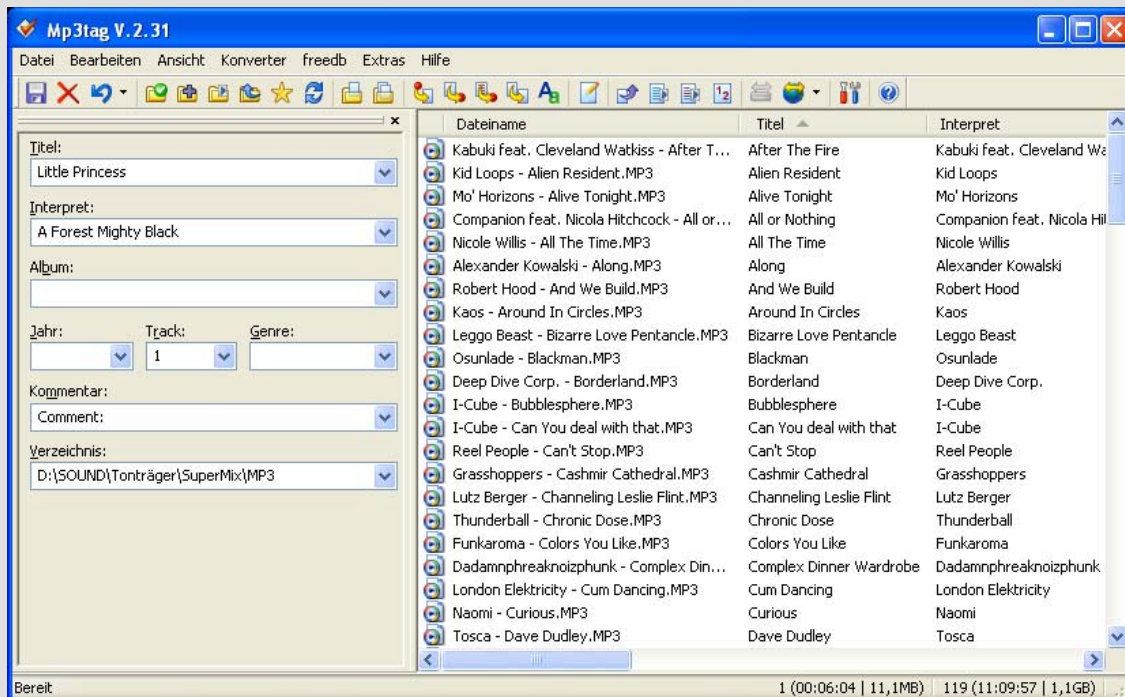 Mp3tag V.2.31
Datei Bearbeiten Ansicht Konverter freedb Extras Hilfe
Titel:
Little Princess
Interpret:
A Forest Mighty Black
Album:
Jahr: Track: Genre:
1
Kommentar:
Comment:
Verzeichnis:
D:\SOUND\Tonträger\SuperMix\MP3
Dateiname Titel Interpret
Kabuki feat. Cleveland Watkiss - After T... After The Fire Kabuki feat. Cleveland Wa
Kid Loops - Alien Resident.MP3 Alien Resident Kid Loops
Mo' Horizons - Alive Tonight.MP3 Alive Tonight Mo' Horizons
Companion feat. Nicola Hitchcock - All or... All or Nothing Companion feat. Nicola Hit
Nicole Willis - All The Time.MP3 All The Time Nicole Willis
Alexander Kowalski - Along.MP3 Along Alexander Kowalski
Robert Hood - And We Build.MP3 And We Build Robert Hood
Kaos - Around In Circles.MP3 Around In Circles Kaos
Leggo Beast - Bizarre Love Pentancle.MP3 Bizarre Love Pentancle Leggo Beast
Osunlade - Blackman.MP3 Blackman Osunlade
Deep Dive Corp. - Borderland.MP3 Borderland Deep Dive Corp.
I-Cube - Bubblesphere.MP3 Bubblesphere I-Cube
I-Cube - Can You deal with that.MP3 Can You deal with that I-Cube
Reel People - Can't Stop.MP3 Can't Stop Reel People
Grasshoppers - Cashmir Cathedral.MP3 Cashmir Cathedral Grasshoppers
Lutz Berger - Channeling Leslie Flint.MP3 Channeling Leslie Flint Lutz Berger
Thunderball - Chronic Dose.MP3 Chronic Dose Thunderball
Funkaroma - Colors You Like.MP3 Colors You Like Funkaroma
Dadamnphreaknoizphunk - Complex Din... Complex Dinner Wardrobe Dadamnphreaknoizphunk
London Elektricity - Cum Dancing.MP3 Cum Dancing London Elektricity
Naomi - Curious.MP3 Curious Naomi
Tosca - Dave Dudley.MP3 Dave Dudley Tosca
Bereit 1 (00:06:04 | 11,1MB) 119 (11:09:57 | 1,1GB)